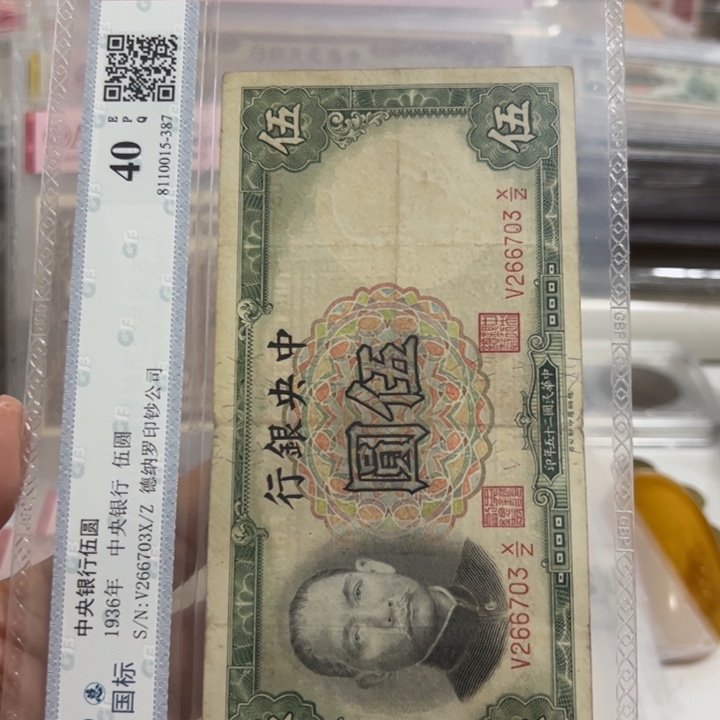 中央银行伍圆
1936年 中央银行 伍圆
S/N:V266703X/Z 德纳罗印钞公司
国标
40 EPQ
8110015-387
伍
伍
中央銀行
伍圓
V266703 X/Z
V266703 X/Z
中華民國二十五年印
GBP